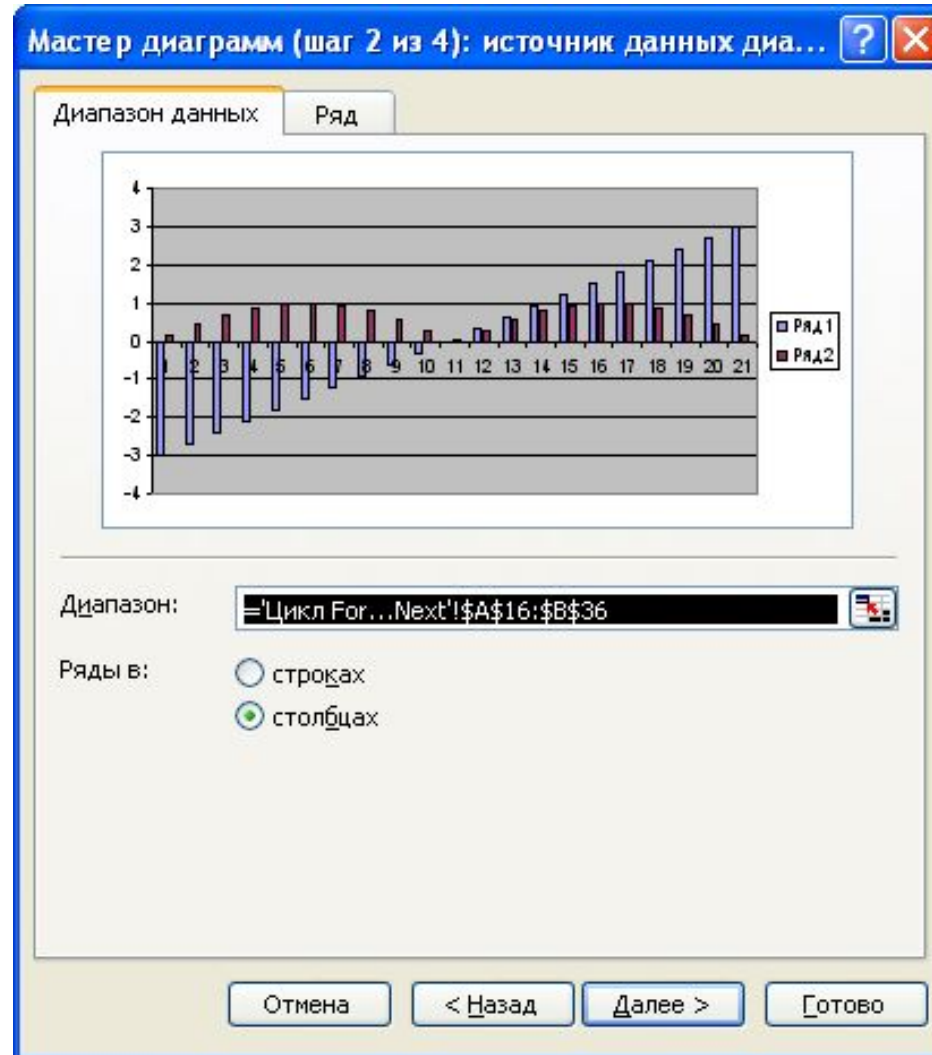 Мастер диаграмм (шаг 2 из 4): источник данных диа...
Диапазон данных
Ряд
4
3
2
1
0
-1
-2
-3
-4
1 2 3 4 5 6 7 8 9 10 11 12 13 14 15 16 17 18 19 20 21
Ряд1
Ряд2
Диапазон:
='Цикл For...Next'!$A$16:$B$36
Ряды в:
строках
столбцах
Отмена
< Назад
Далее >
Готово